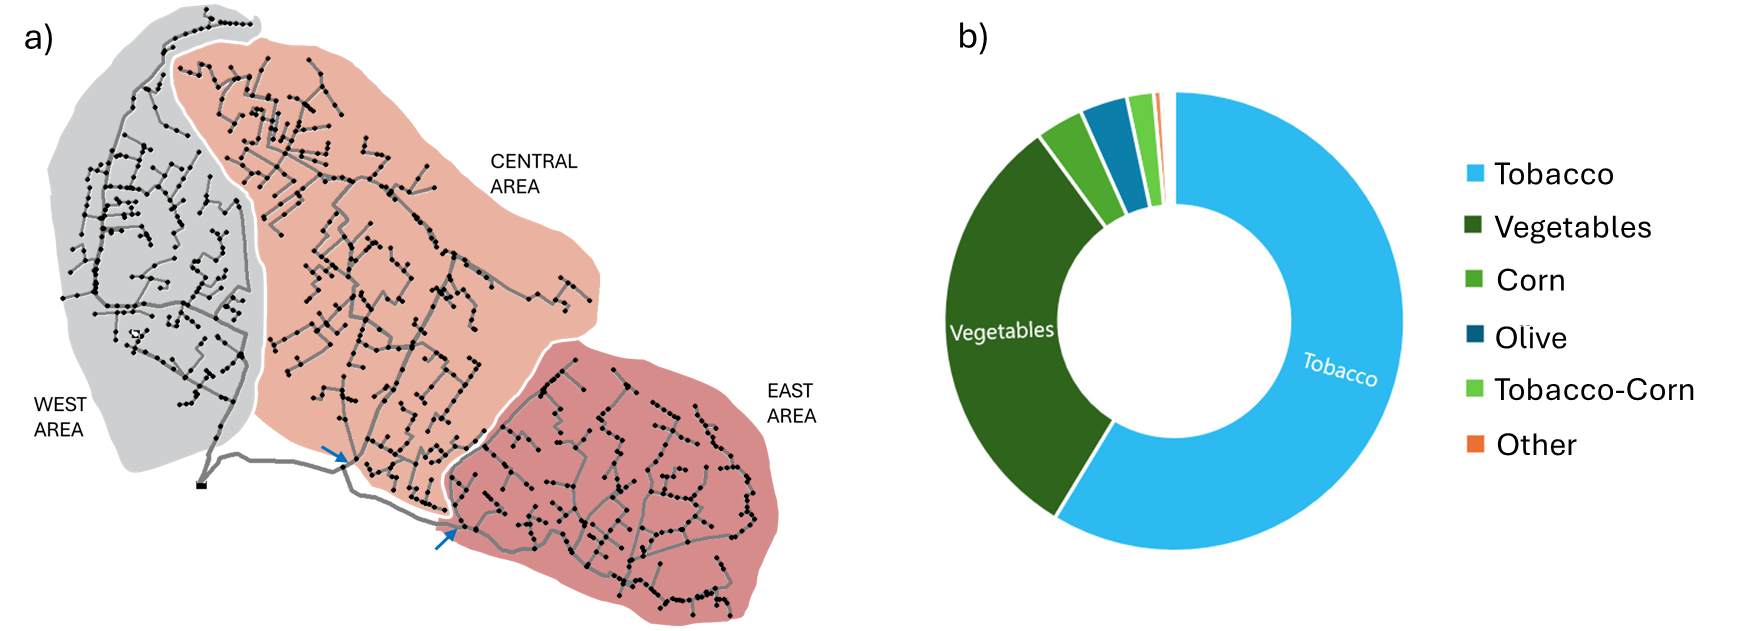 a)
CENTRAL
AREA
WEST
AREA
EAST
AREA
b)
Vegetables
Tobacco
Tobacco
Vegetables
Corn
Olive
Tobacco-Corn
Other